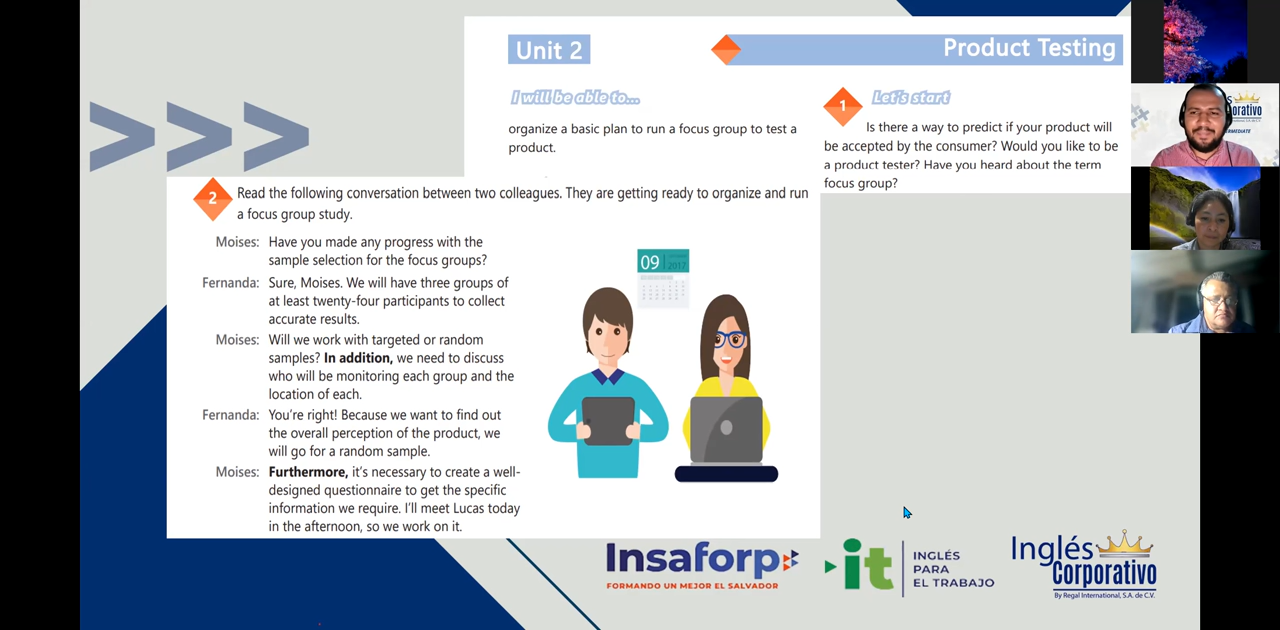 Unit 2
Product Testing
I will be able to...
organize a basic plan to run a focus group to test a
product.
1
Let's start
Is there a way to predict if your product will
be accepted by the consumer? Would you like to be
a product tester? Have you heard about the term
focus group?
2
Read the following conversation between two colleagues. They are getting ready to organize and run
a focus group study.
Moises: Have you made any progress with the
sample selection for the focus groups?
Fernanda: Sure, Moises. We will have three groups of
at least twenty-four participants to collect
accurate results.
Moises: Will we work with targeted or random
samples? In addition, we need to discuss
who will be monitoring each group and the
location of each.
Fernanda: You're right! Because we want to find out
the overall perception of the product, we
will go for a random sample.
Moises: Furthermore, it's necessary to create a well-
designed questionnaire to get the specific
information we require. I'll meet Lucas today
in the afternoon, so we work on it.
09
2017
Insaforp
FORMANDO UN MEJOR EL SALVADOR
it
INGLÉS
PARA
EL TRABAJO
Inglés
Corporativo
By Regal International, S.A. de C.V.